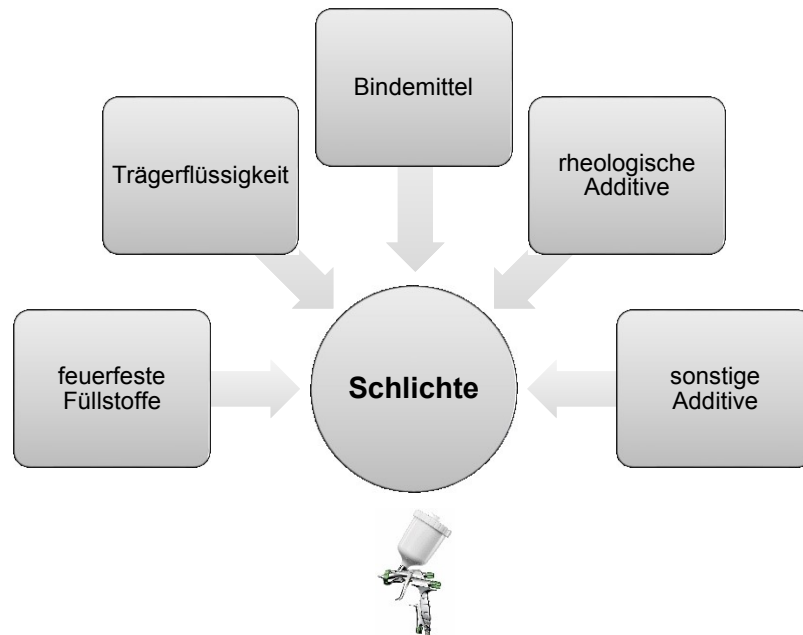 Bindemittel
Trägerflüssigkeit
rheologische
Additive
feuerfeste
Füllstoffe
Schlichte
sonstige
Additive